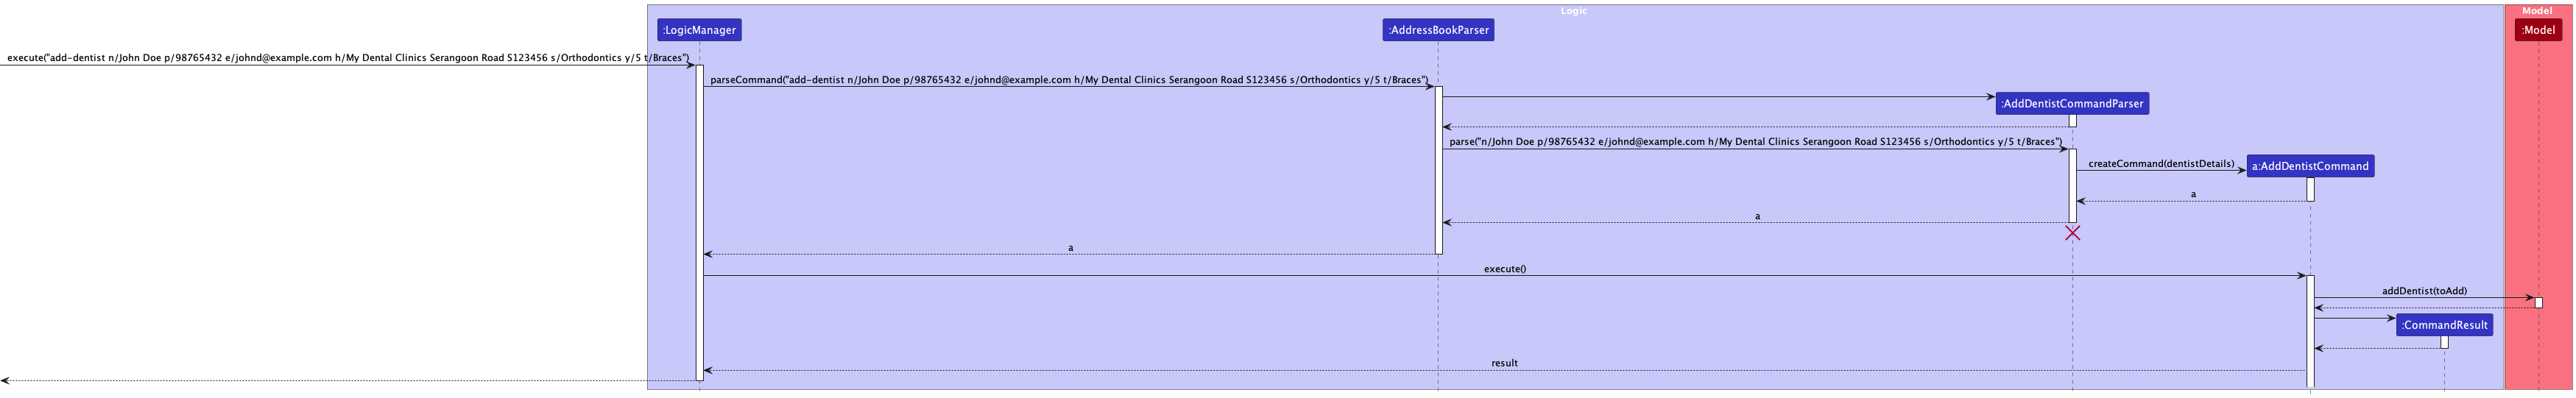 Logic
Model
:LogicManager
:AddressBookParser
:Model
execute("add-dentist n/John Doe p/98765432 e/johnd@example.com h/My Dental Clinics Serangoon Road S123456 s/Orthodontics y/5 t/Braces")
parseCommand("add-dentist n/John Doe p/98765432 e/johnd@example.com h/My Dental Clinics Serangoon Road S123456 s/Orthodontics y/5 t/Braces")
:AddDentistCommandParser
parse("n/John Doe p/98765432 e/johnd@example.com h/My Dental Clinics Serangoon Road S123456 s/Orthodontics y/5 t/Braces")
createCommand(dentistDetails)
a:AddDentistCommand
a
a
a
execute()
addDentist(toAdd)
:CommandResult
result